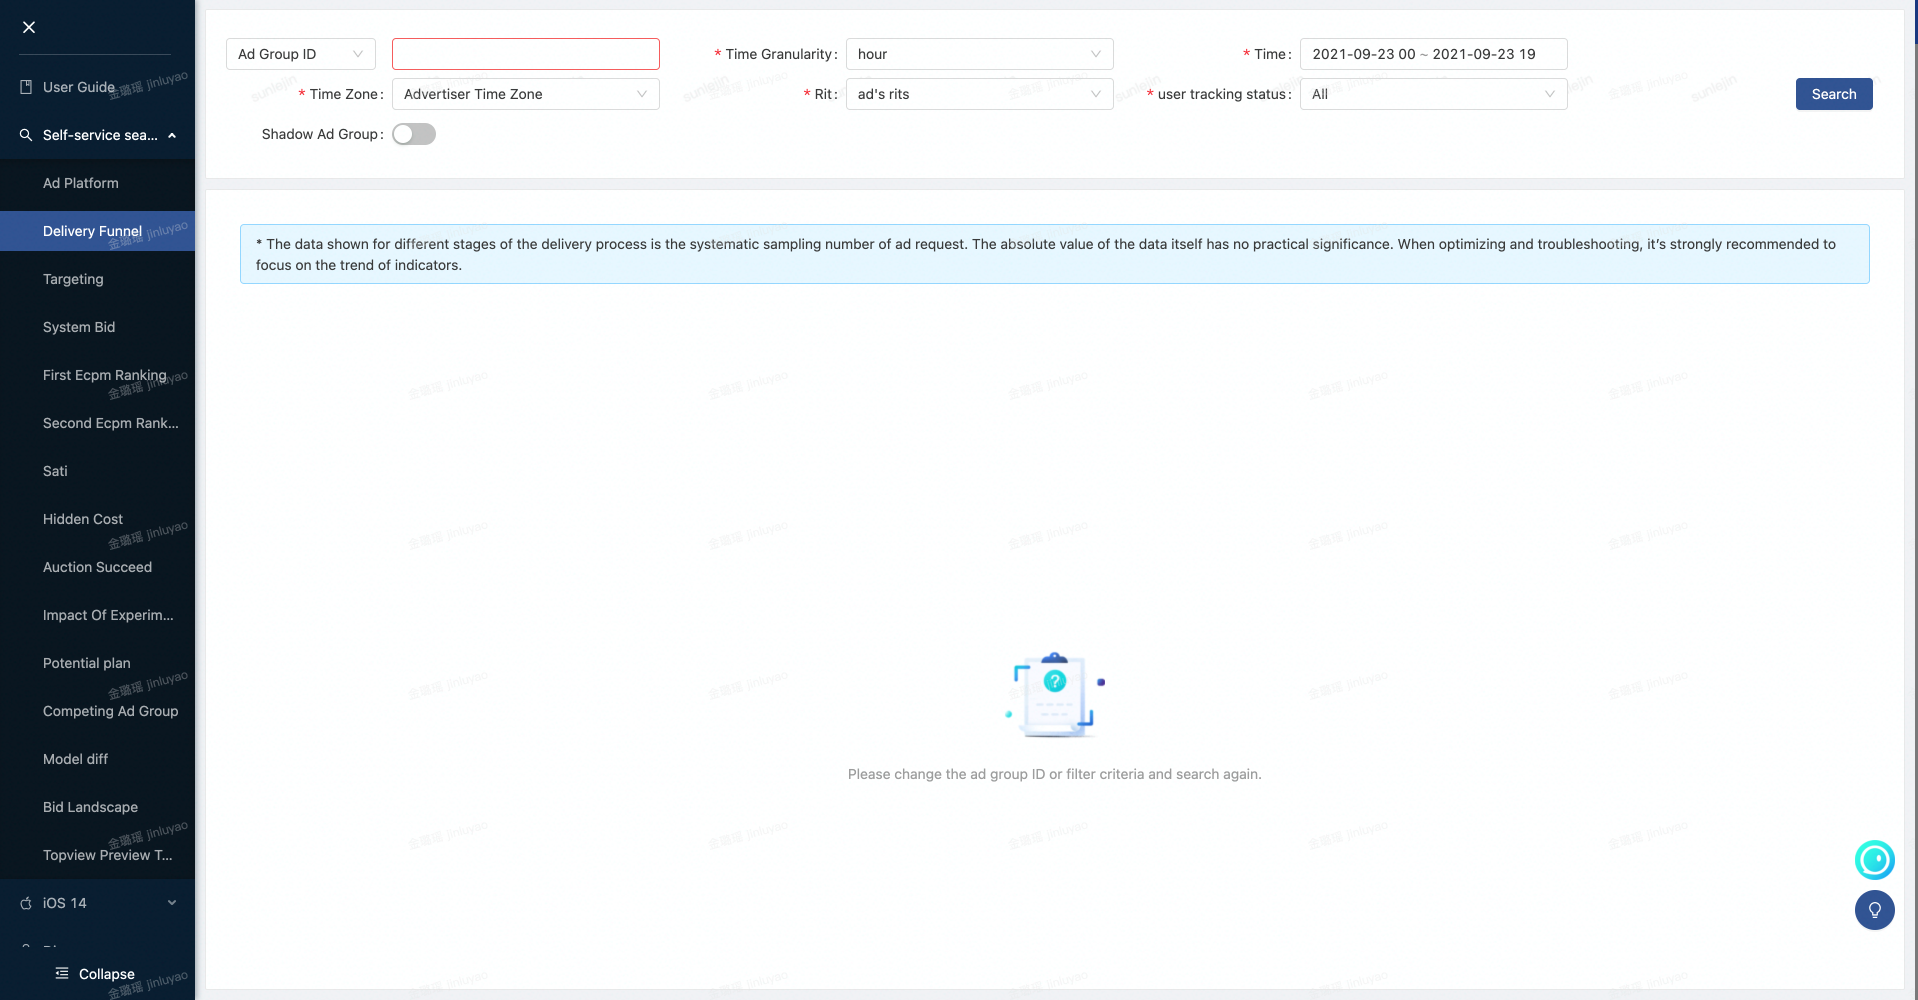 User Guide
Self-service sea...
Ad Platform
Delivery Funnel
Targeting
System Bid
First Ecpm Ranking
Second Ecpm Rank...
Sati
Hidden Cost
Auction Succeed
Impact Of Experim...
Potential plan
Competing Ad Group
Model diff
Bid Landscape
Topview Preview T...
iOS 14
Collapse
Ad Group ID
* Time Granularity :
hour
* Time :
2021-09-23 00 ~ 2021-09-23 19
* Time Zone :
Advertiser Time Zone
* Rit :
ad's rits
* user tracking status :
All
Search
Shadow Ad Group :
* The data shown for different stages of the delivery process is the systematic sampling number of ad request. The absolute value of the data itself has no practical significance. When optimizing and troubleshooting, it's strongly recommended to
focus on the trend of indicators.
?
Please change the ad group ID or filter criteria and search again.
金璐瑶 jinluyao
sunlejin